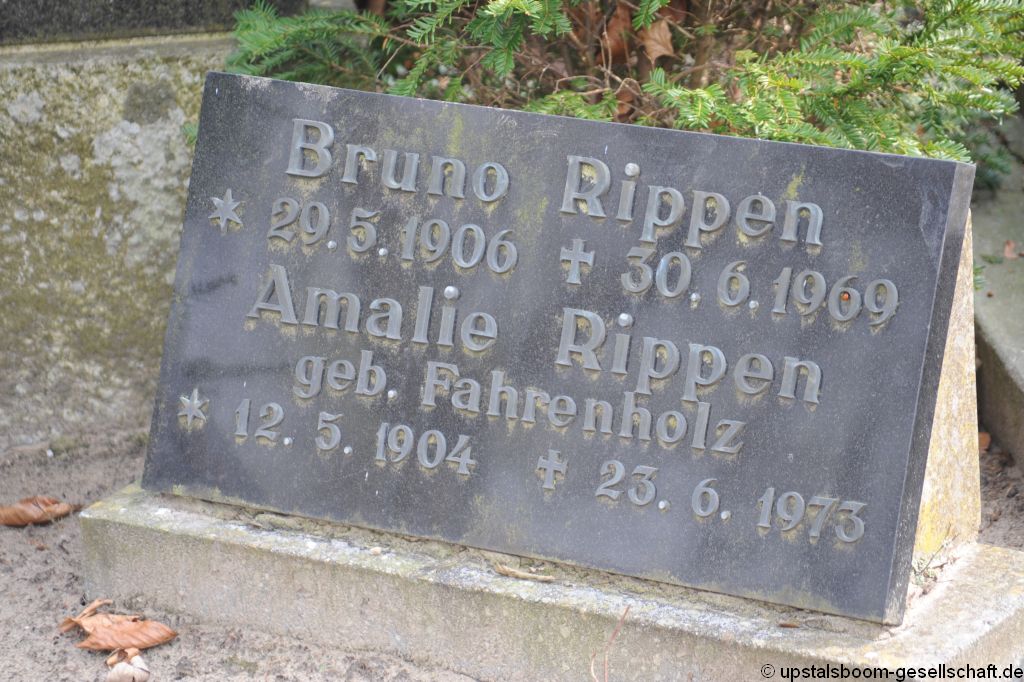 Bruno Rippen
* 29.5.1906 † 30.6.1969
Amalie Rippen
geb. Fahrenholz
* 12.5.1904 † 23.6.1973
© upstalsboom-gesellschaft.de